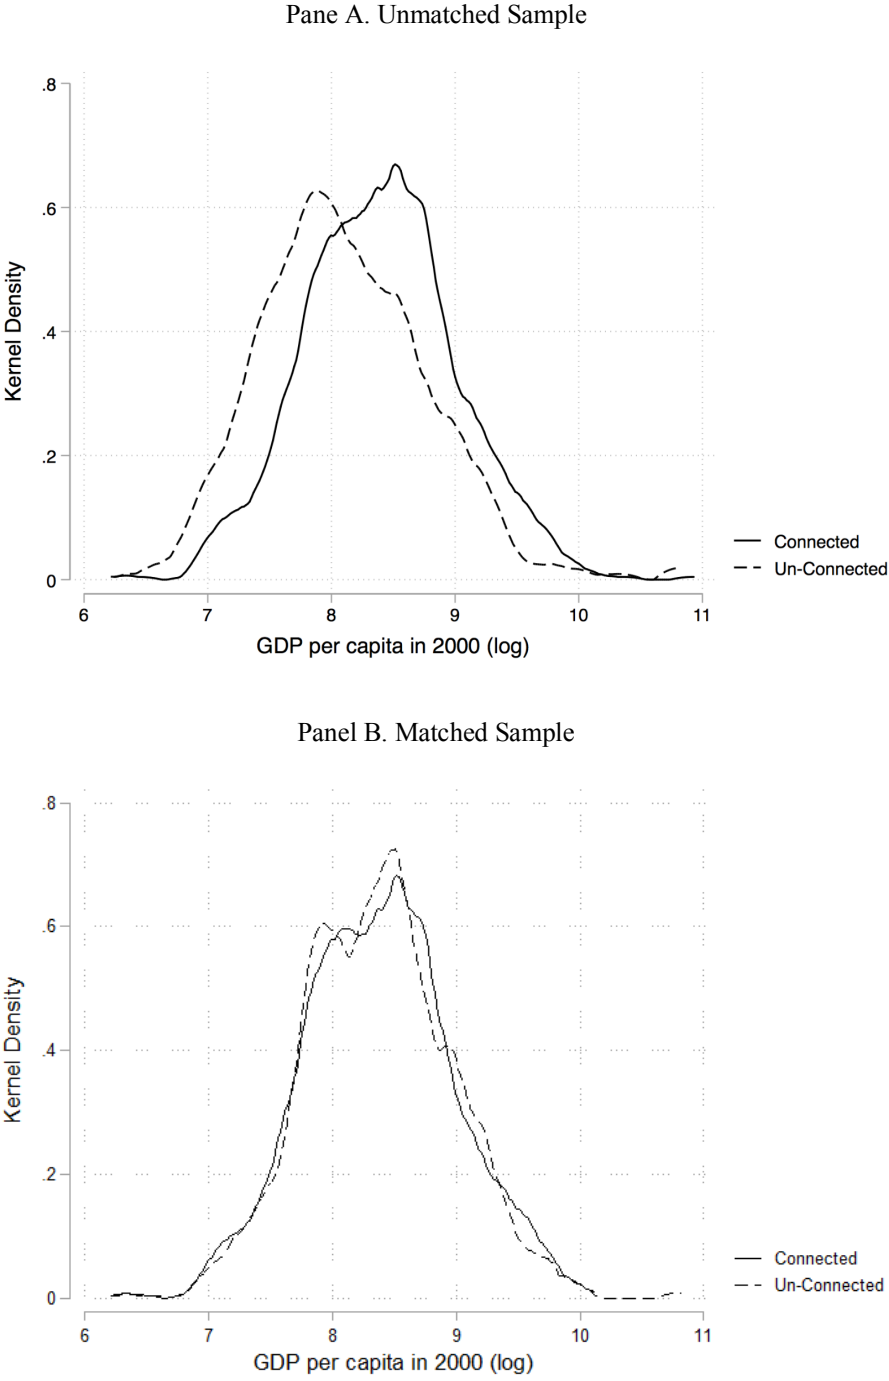 Pane A. Unmatched Sample
.8
.6
.4
.2
0
Kernel Density
6 7 8 9 10 11
GDP per capita in 2000 (log)
Connected
Un-Connected
Panel B. Matched Sample
.8
.6
.4
.2
0
Kernel Density
6 7 8 9 10 11
GDP per capita in 2000 (log)
Connected
Un-Connected